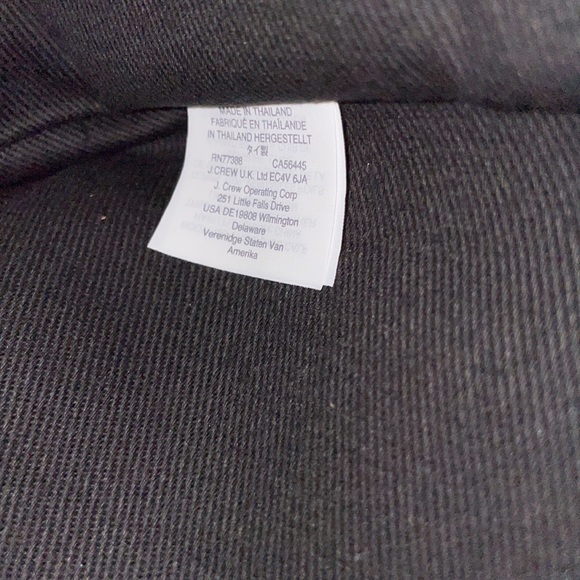 MADE IN THAILAND
FABRIQUÉ EN THAÏLANDE
IN THAILAND HERGESTELLT
タイ製
RN77388 CA56445
J.CREW U.K. Ltd EC4V 6JA
J. Crew Operating Corp
251 Little Falls Drive
USA DE19808 Wilmington
Delaware
Verenidge Staten Van
Amerika